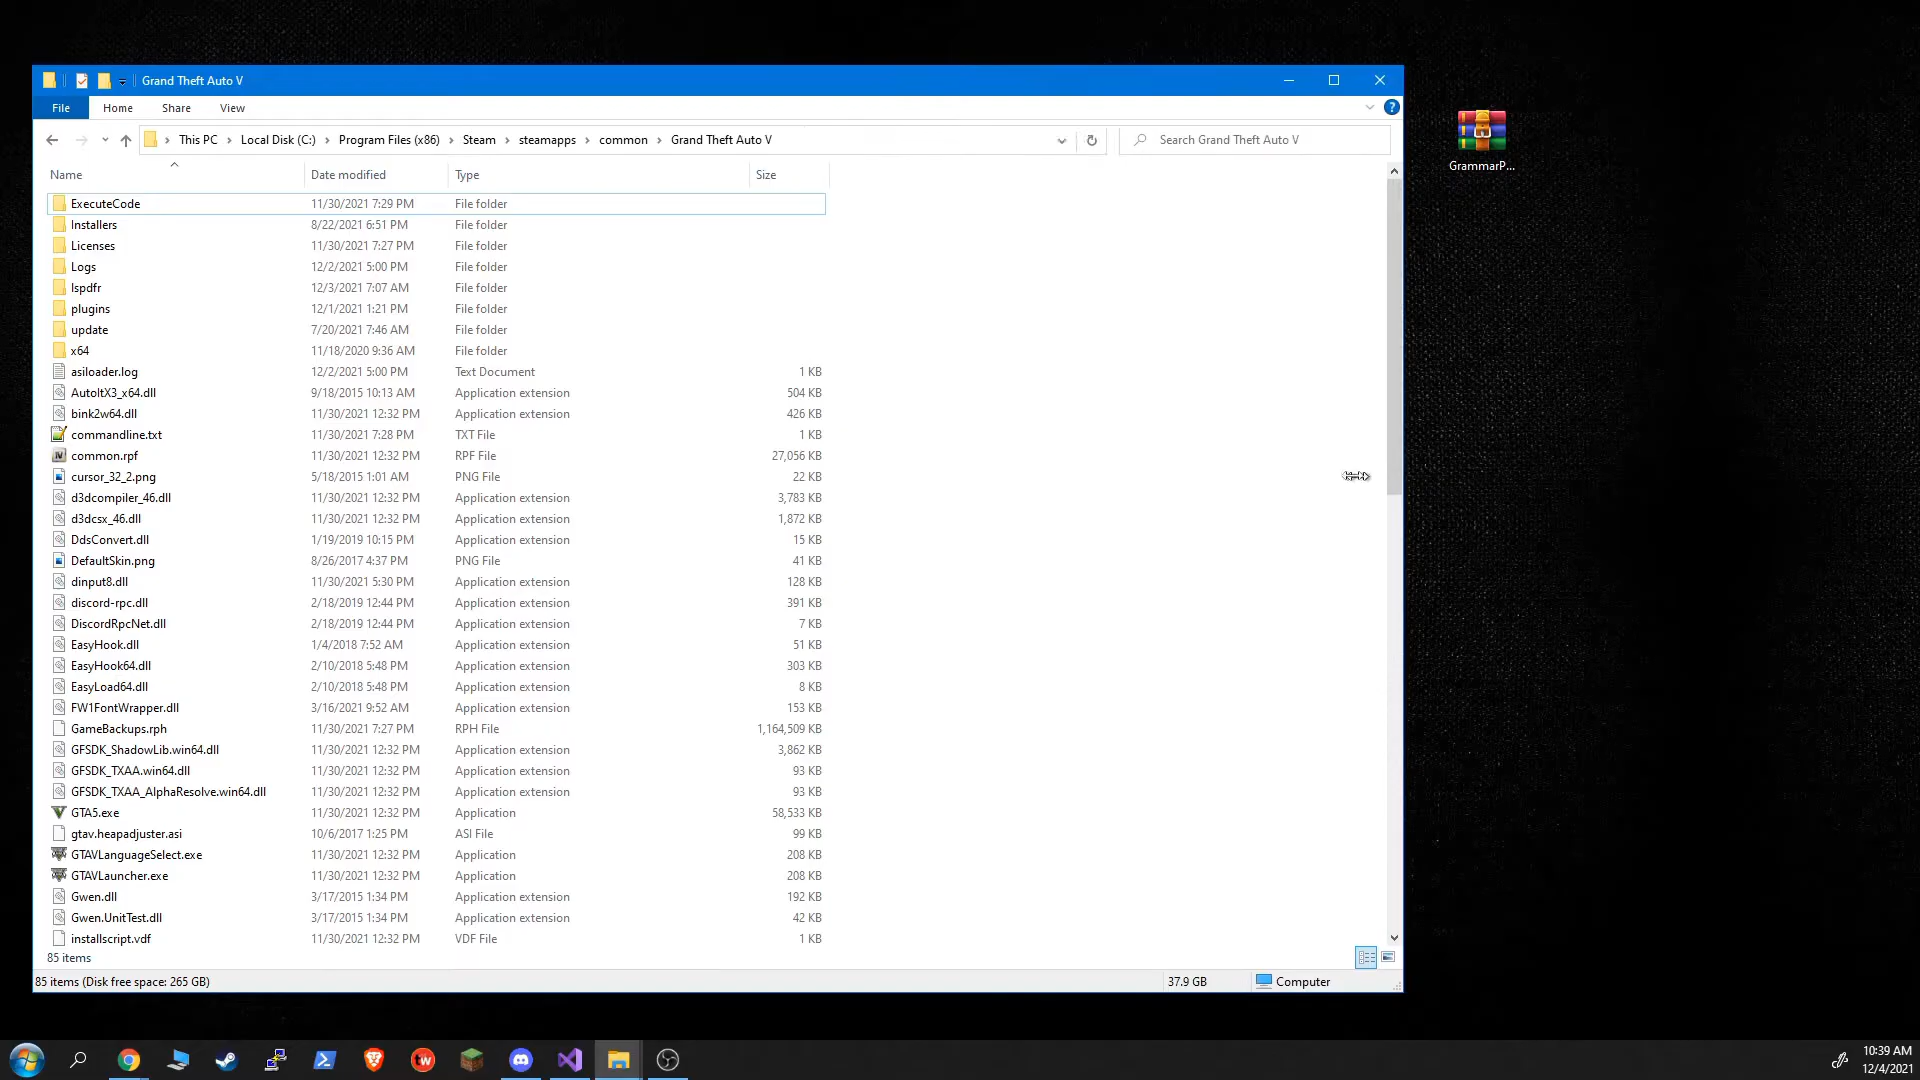 Grand Theft Auto V
File Home Share View
This PC Local Disk (C:) Program Files (x86) Steam steamapps common Grand Theft Auto V Search Grand Theft Auto V
GrammarP...
Name Date modified Type Size
ExecuteCode 11/30/2021 7:29 PM File folder
Installers 8/22/2021 6:51 PM File folder
Licenses 11/30/2021 7:27 PM File folder
Logs 12/2/2021 5:00 PM File folder
lspdfr 12/3/2021 7:07 AM File folder
plugins 12/1/2021 1:21 PM File folder
update 7/20/2021 7:46 AM File folder
x64 11/18/2020 9:36 AM File folder
asiloader.log 12/2/2021 5:00 PM Text Document 1 KB
AutoItX3_x64.dll 9/18/2015 10:13 AM Application extension 504 KB
bink2w64.dll 11/30/2021 12:32 PM Application extension 426 KB
commandline.txt 11/30/2021 7:28 PM TXT File 1 KB
common.rpf 11/30/2021 12:32 PM RPF File 27,056 KB
cursor_32_2.png 5/18/2015 1:01 AM PNG File 22 KB
d3dcompiler_46.dll 11/30/2021 12:32 PM Application extension 3,783 KB
d3dcsx_46.dll 11/30/2021 12:32 PM Application extension 1,872 KB
DdsConvert.dll 1/19/2019 10:15 PM Application extension 15 KB
DefaultSkin.png 8/26/2017 4:37 PM PNG File 41 KB
dinput8.dll 11/30/2021 5:30 PM Application extension 128 KB
discord-rpc.dll 2/18/2019 12:44 PM Application extension 391 KB
DiscordRpcNet.dll 2/18/2019 12:44 PM Application extension 7 KB
EasyHook.dll 1/4/2018 7:52 AM Application extension 51 KB
EasyHook64.dll 2/10/2018 5:48 PM Application extension 303 KB
EasyLoad64.dll 2/10/2018 5:48 PM Application extension 8 KB
FW1FontWrapper.dll 3/16/2021 9:52 AM Application extension 153 KB
GameBackups.rph 11/30/2021 7:27 PM RPH File 1,164,509 KB
GFSDK_ShadowLib.win64.dll 11/30/2021 12:32 PM Application extension 3,862 KB
GFSDK_TXAA.win64.dll 11/30/2021 12:32 PM Application extension 93 KB
GFSDK_TXAA_AlphaResolve.win64.dll 11/30/2021 12:32 PM Application extension 93 KB
GTA5.exe 11/30/2021 12:32 PM Application 58,533 KB
gtav.heapadjuster.asi 10/6/2017 1:25 PM ASI File 99 KB
GTAVLanguageSelect.exe 11/30/2021 12:32 PM Application 208 KB
GTAVLauncher.exe 11/30/2021 12:32 PM Application 208 KB
Gwen.dll 3/17/2015 1:34 PM Application extension 192 KB
Gwen.UnitTest.dll 3/17/2015 1:34 PM Application extension 42 KB
installscript.vdf 11/30/2021 12:32 PM VDF File 1 KB
85 items
85 items (Disk free space: 265 GB) 37.9 GB Computer
10:39 AM
12/4/2021